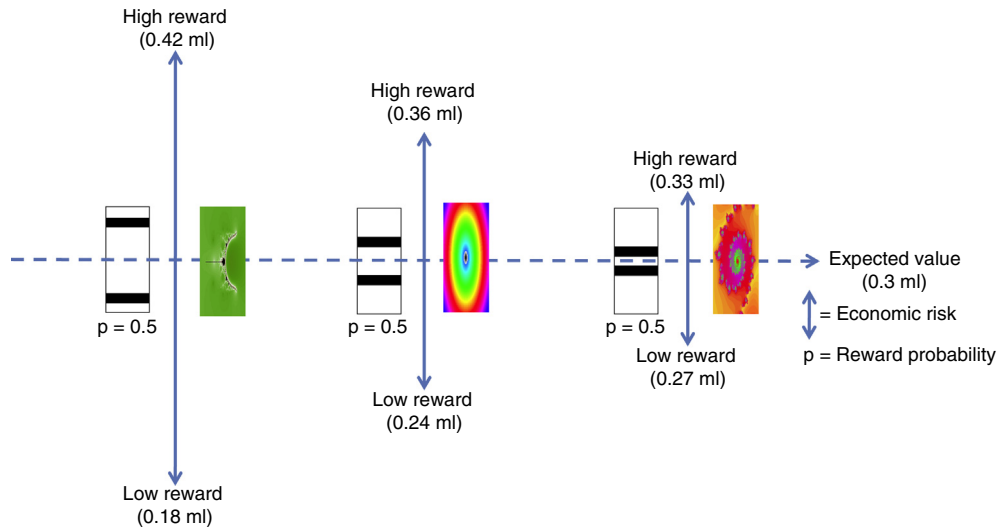 High reward
(0.42 ml)
p = 0.5
Low reward
(0.18 ml)
High reward
(0.36 ml)
p = 0.5
Low reward
(0.24 ml)
High reward
(0.33 ml)
p = 0.5
Low reward
(0.27 ml)
Expected value
(0.3 ml)
= Economic risk
p = Reward probability